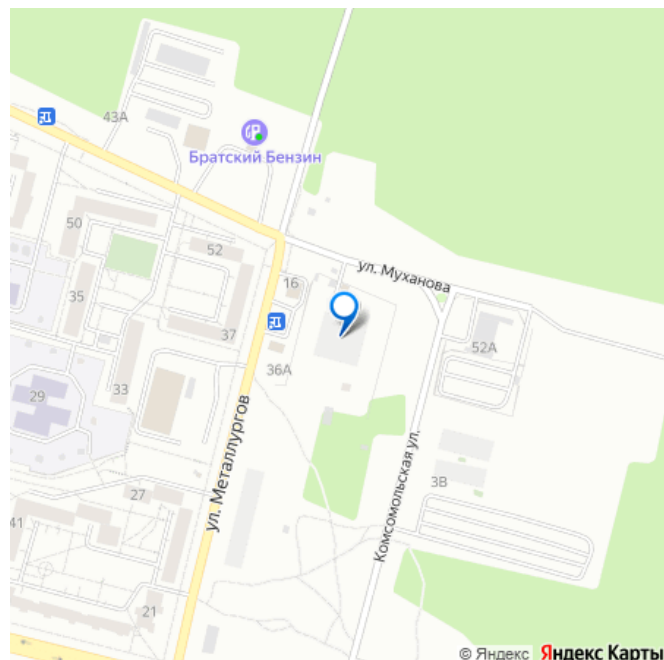 43А
Братский Бензин
50
52
ул. Муханова
16
35
37
52А
36А
33
29
ул. Металлургов
Комсомольская ул.
3В
27
41
21
© Яндекс Яндекс Карты